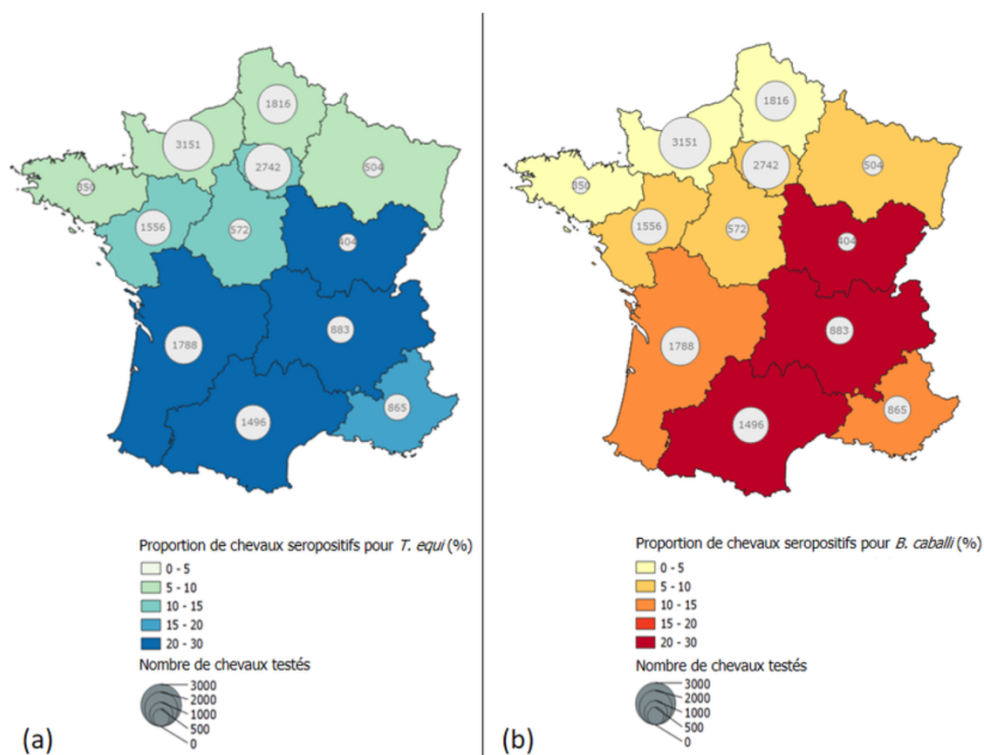 1816
3151
2742
504
350
1556
572
404
883
1788
865
1496
Proportion de chevaux seropositifs pour T. equi (%)
0 - 5
5 - 10
10 - 15
15 - 20
20 - 30
Nombre de chevaux testés
3000
2000
1000
500
0
(a)
1816
3151
2742
504
350
1556
572
404
883
1788
865
1496
Proportion de chevaux seropositifs pour B. caballi (%)
0 - 5
5 - 10
10 - 15
15 - 20
20 - 30
Nombre de chevaux testés
3000
2000
1000
500
0
(b)